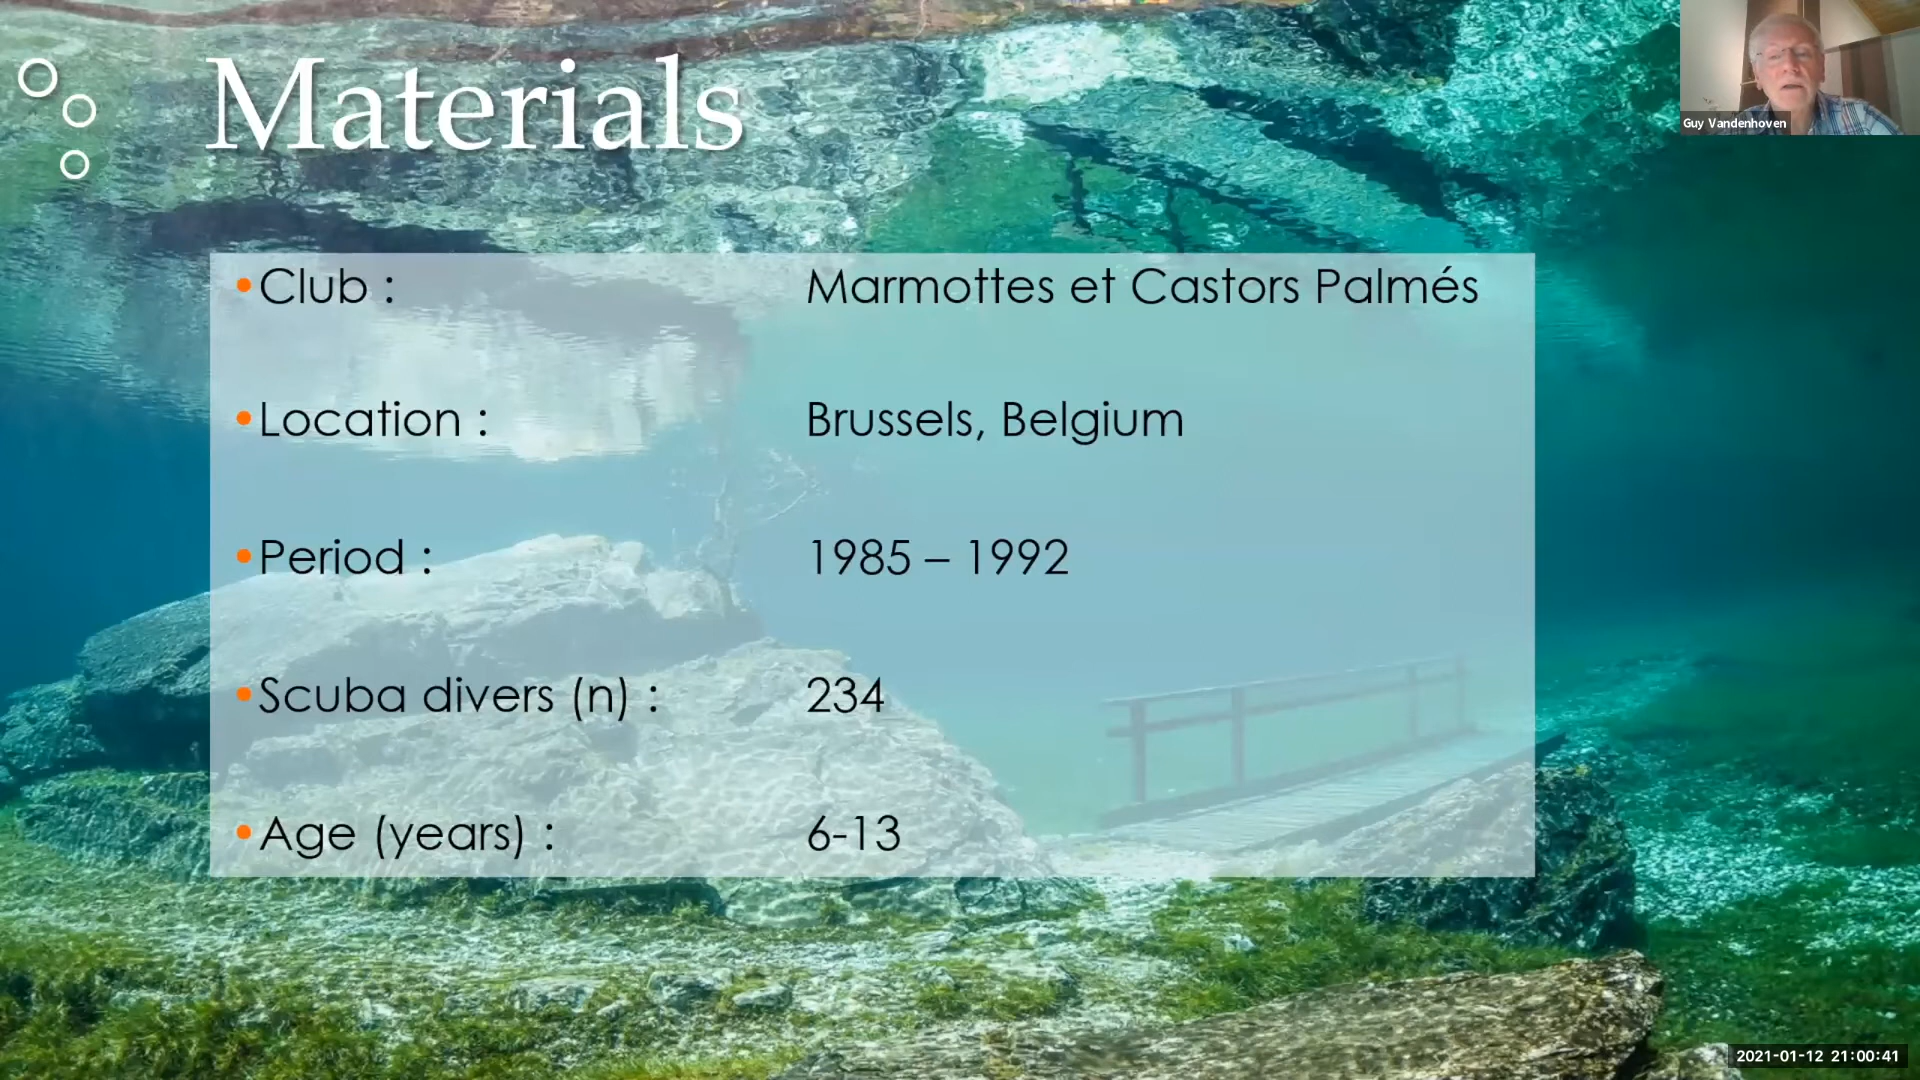 Materials
Guy Vandenhoven
•Club : Marmottes et Castors Palmés
•Location : Brussels, Belgium
•Period : 1985 – 1992
•Scuba divers (n) : 234
•Age (years) : 6-13
2021-01-12 21:00:41